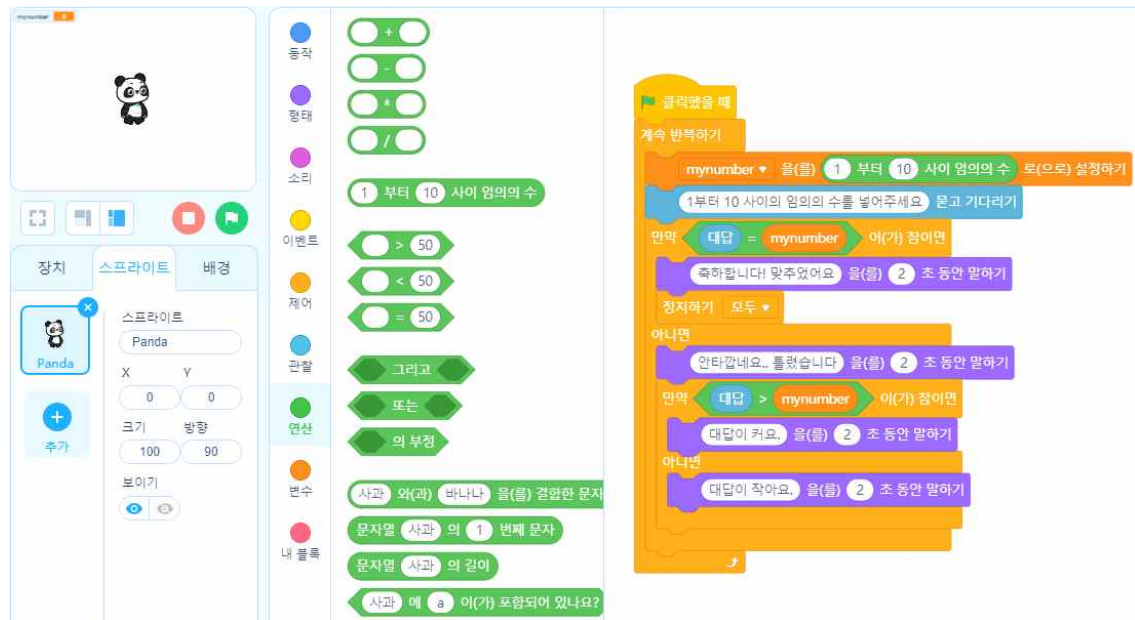 mynumber
장치
스프라이트
배경
Panda
추가
스프라이트
Panda
X Y
0 0
크기 방향
100 90
보이기
동작
형태
소리
이벤트
제어
관찰
연산
변수
내 블록
+
-
*
/
1 부터 10 사이 임의의 수
> 50
< 50
= 50
그리고
또는
의 부정
사과 와(과) 바나나 을(를) 결합한 문자
문자열 사과 의 1 번째 문자
문자열 사과 의 길이
사과 에 a 이(가) 포함되어 있나요?
클릭했을 때
계속 반복하기
mynumber 을(를) 1 부터 10 사이 임의의 수 로(으로) 설정하기
1부터 10 사이의 임의의 수를 넣어주세요 묻고 기다리기
만약 대답 = mynumber 이(가) 참이면
축하합니다! 맞추었어요 을(를) 2 초 동안 말하기
정지하기 모두
아니면
안타깝네요.. 틀렸습니다 을(를) 2 초 동안 말하기
만약 대답 > mynumber 이(가) 참이면
대답이 커요. 을(를) 2 초 동안 말하기
아니면
대답이 작아요. 을(를) 2 초 동안 말하기